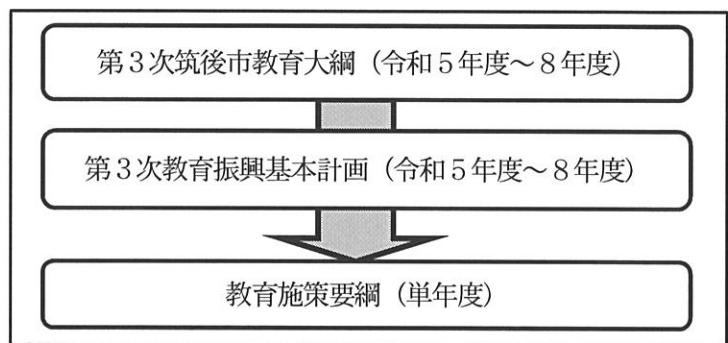 第３次筑後市教育大綱（令和５年度～８年度）
第３次教育振興基本計画（令和５年度～８年度）
教育施策要綱（単年度）